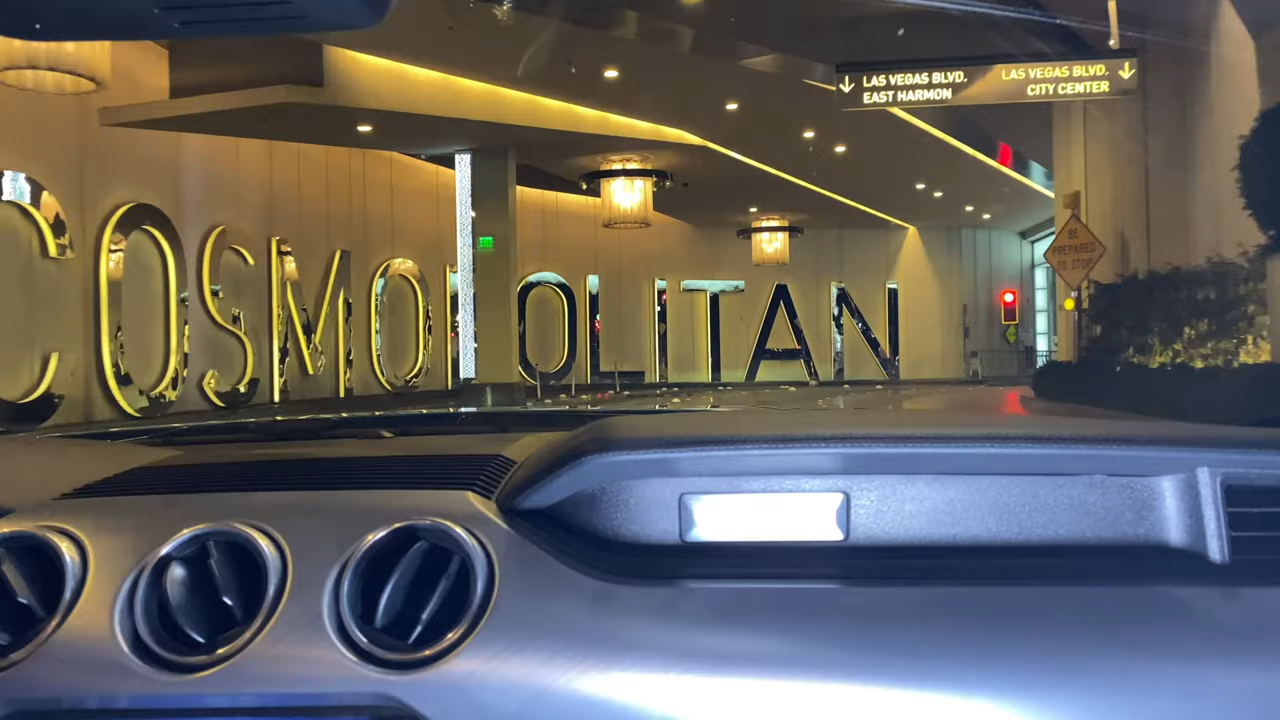 LAS VEGAS BLVD.
EAST HARMON
LAS VEGAS BLVD.
CITY CENTER
COSMOPOLITAN
BE
PREPARED
TO STOP